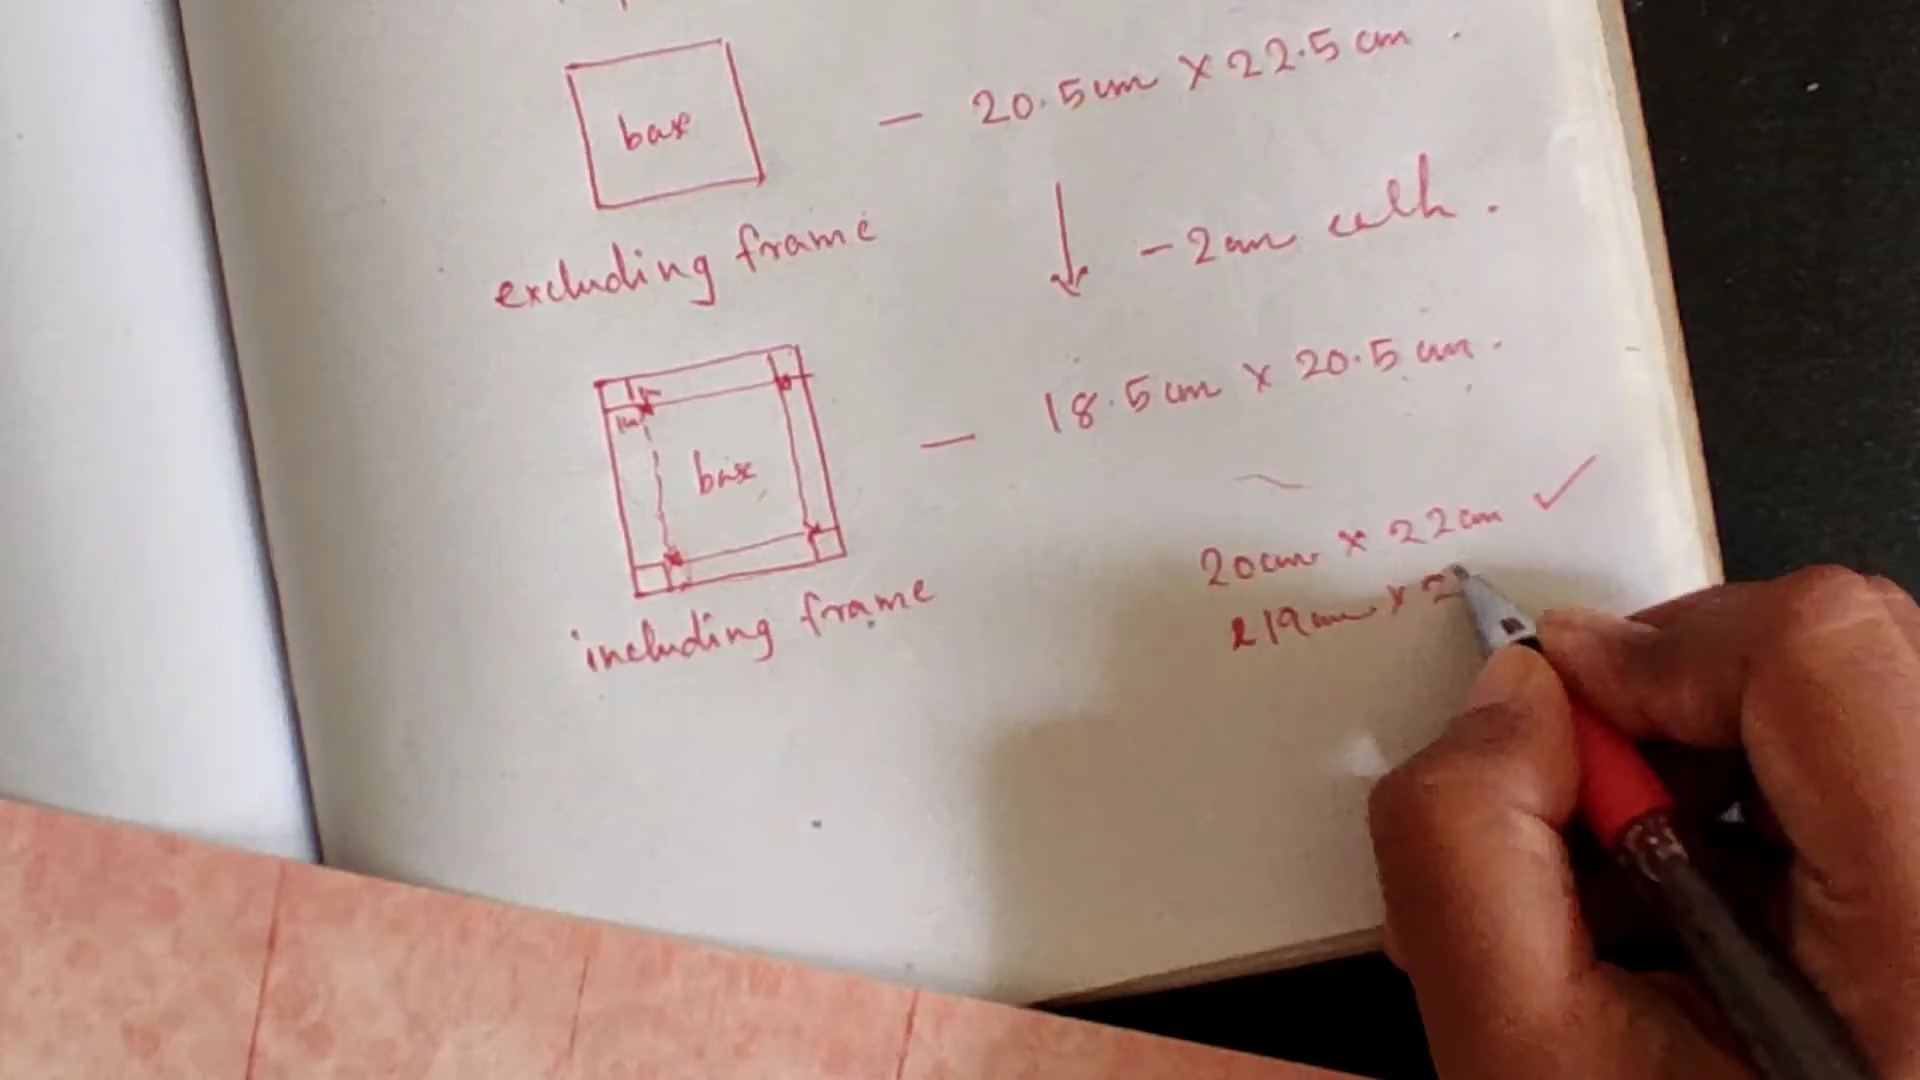 base - 20.5cm x 22.5cm.
excluding frame
- 2cm each.
base - 18.5cm x 20.5cm.
including frame
20cm x 22cm ✓
19cm x 2